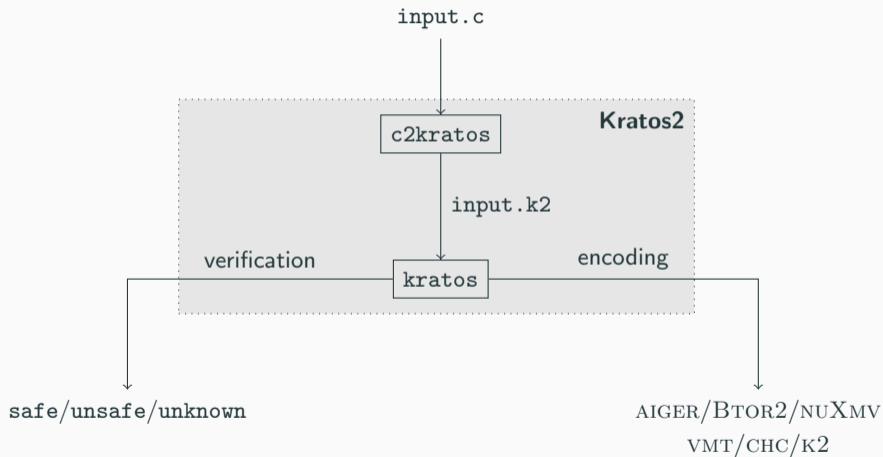 input.c
Kratos2
c2kratos
input.k2
verification
encoding
kratos
safe/unsafe/unknown
AIGER/BTOR2/NUXMV
VMT/CHC/K2